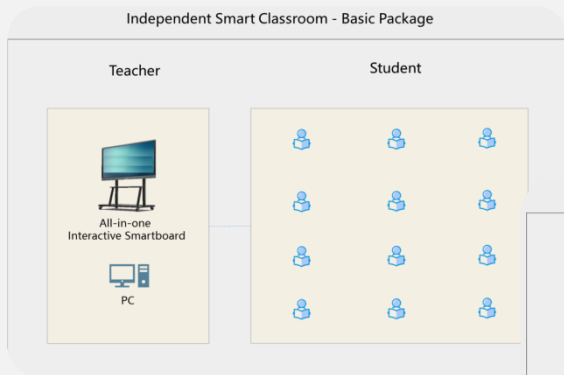 Independent Smart Classroom - Basic Package
Teacher
Student
All-in-one
Interactive Smartboard
PC